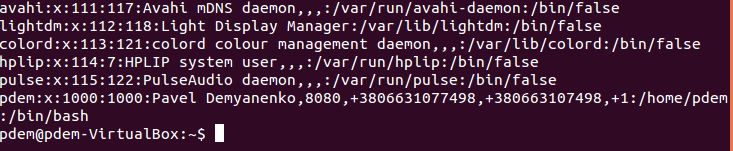 avahi:x:111:117:Avahi mDNS daemon,,,:/var/run/avahi-daemon:/bin/false
lightdm:x:112:118:Light Display Manager:/var/lib/lightdm:/bin/false
colord:x:113:121:colord colour management daemon,,,:/var/lib/colord:/bin/false
hplip:x:114:7:HPLIP system user,,,:/var/run/hplip:/bin/false
pulse:x:115:122:PulseAudio daemon,,,:/var/run/pulse:/bin/false
pdem:x:1000:1000:Pavel Demyanenko,8080,+3806631077498,+380663107498,+1:/home/pdem
:/bin/bash
pdem@pdem-VirtualBox:~$